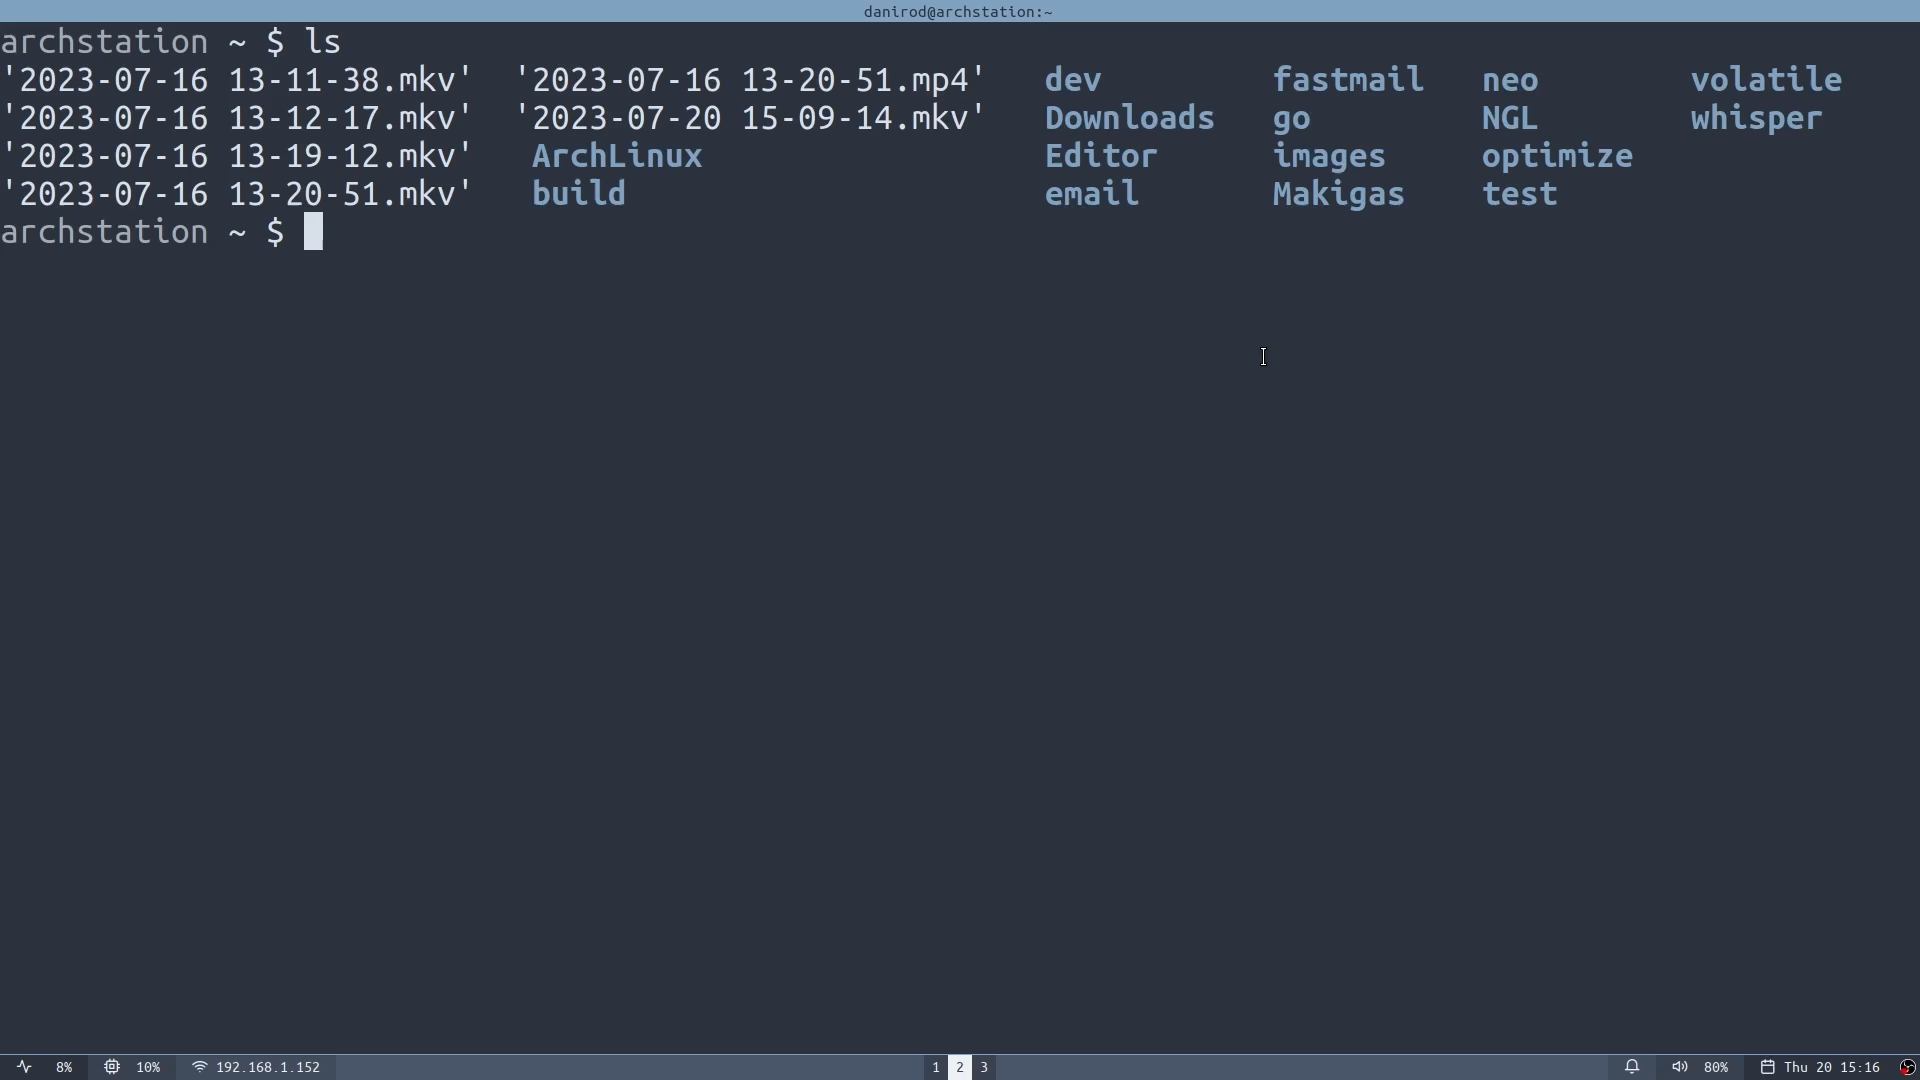 danirod@archstation:~
archstation ~ $ ls
'2023-07-16 13-11-38.mkv' '2023-07-16 13-20-51.mp4' dev fastmail neo volatile
'2023-07-16 13-12-17.mkv' '2023-07-20 15-09-14.mkv' Downloads go NGL whisper
'2023-07-16 13-19-12.mkv' ArchLinux Editor images optimize
'2023-07-16 13-20-51.mkv' build email Makigas test
archstation ~ $
8% 10% 192.168.1.152 1 2 3 80% Thu 20 15:16